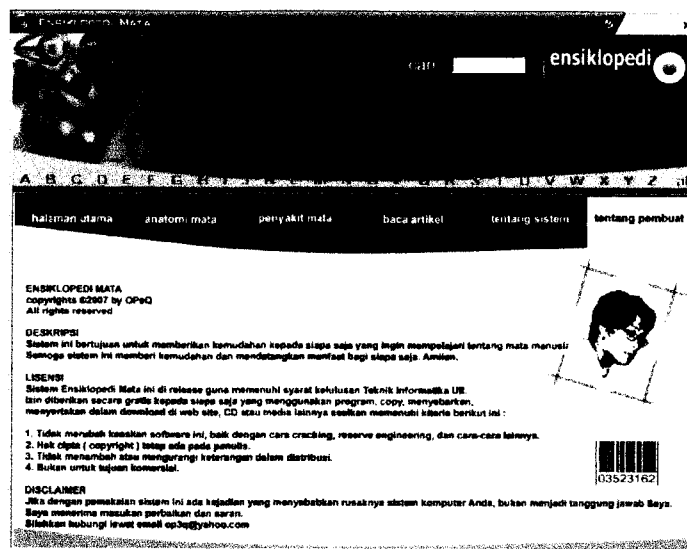 ENSIKLOPEDI MATA
cari
ensiklopedi
A B C D E F G H S T U V W X Y Z
halaman utama anatomi mata penyakit mata baca artikel tentang sistem tentang pembuat
ENSIKLOPEDI MATA
copyrights ©2007 by OPeQ
All rights reserved
DESKRIPSI
Sistem ini bertujuan untuk memberikan kemudahan kepada siapa saja yang ingin mempelajari tentang mata manusia
Semoga sistem ini memberi kemudahan dan mendatangkan manfaat bagi siapa saja. Amiien.
LISENSI
Sistem Ensiklopedi Mata ini di release guna memenuhi syarat kelulusan Teknik Informatika UII.
Izin diberikan secara gratis kepada siapa saja yang menggunakan program, copy, menyebarkan,
menyertakan dalam download di web site, CD atau media lainnya asalkan memenuhi kiteria berikut ini :
1. Tidak merubah keaslian software ini, baik dengan cara cracking, reserve engineering, dan cara-cara lainnya.
2. Hak cipta ( copyright ) tetap ada pada penulis.
3. Tidak menambah atau mengurangi keterangan dalam distribusi.
4. Bukan untuk tujuan komersial.
03523162
DISCLAIMER
Jika dengan pemakaian sistem ini ada kejadian yang menyebabkan rusaknya sistem komputer Anda, bukan menjadi tanggung jawab Saya.
Saya menerima masukan perbaikan dan saran.
Silahkan hubungi lewat email op3q@yahoo.com